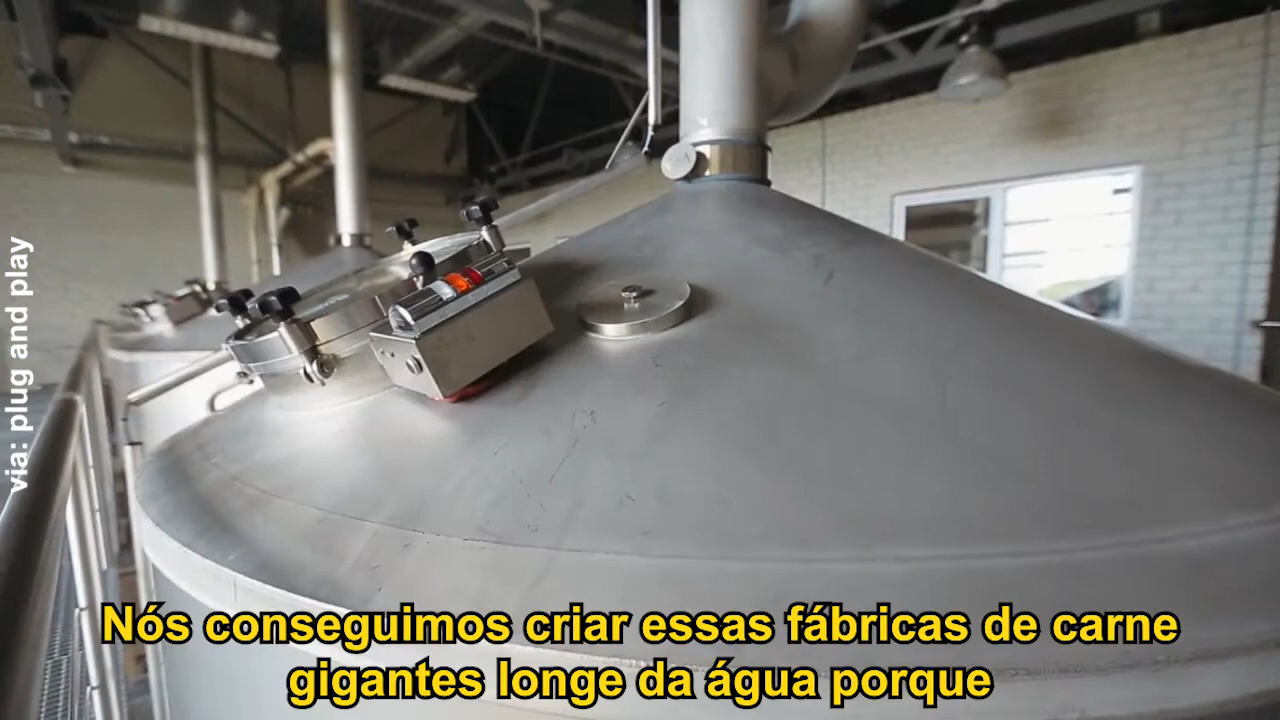 via: plug and play
Nós conseguimos criar essas fábricas de carne
gigantes longe da água porque